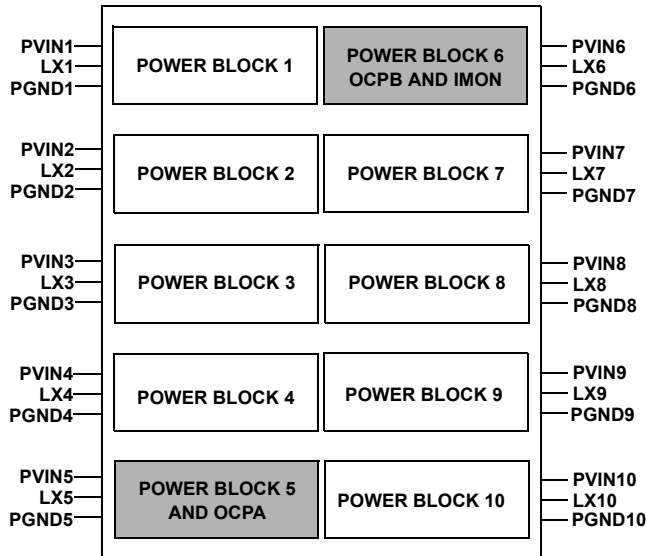 PVIN1
LX1
PGND1
POWER BLOCK 1
POWER BLOCK 6
OCPB AND IMON
PVIN6
LX6
PGND6
PVIN2
LX2
PGND2
POWER BLOCK 2
POWER BLOCK 7
PVIN7
LX7
PGND7
PVIN3
LX3
PGND3
POWER BLOCK 3
POWER BLOCK 8
PVIN8
LX8
PGND8
PVIN4
LX4
PGND4
POWER BLOCK 4
POWER BLOCK 9
PVIN9
LX9
PGND9
PVIN5
LX5
PGND5
POWER BLOCK 5
AND OCPA
POWER BLOCK 10
PVIN10
LX10
PGND10